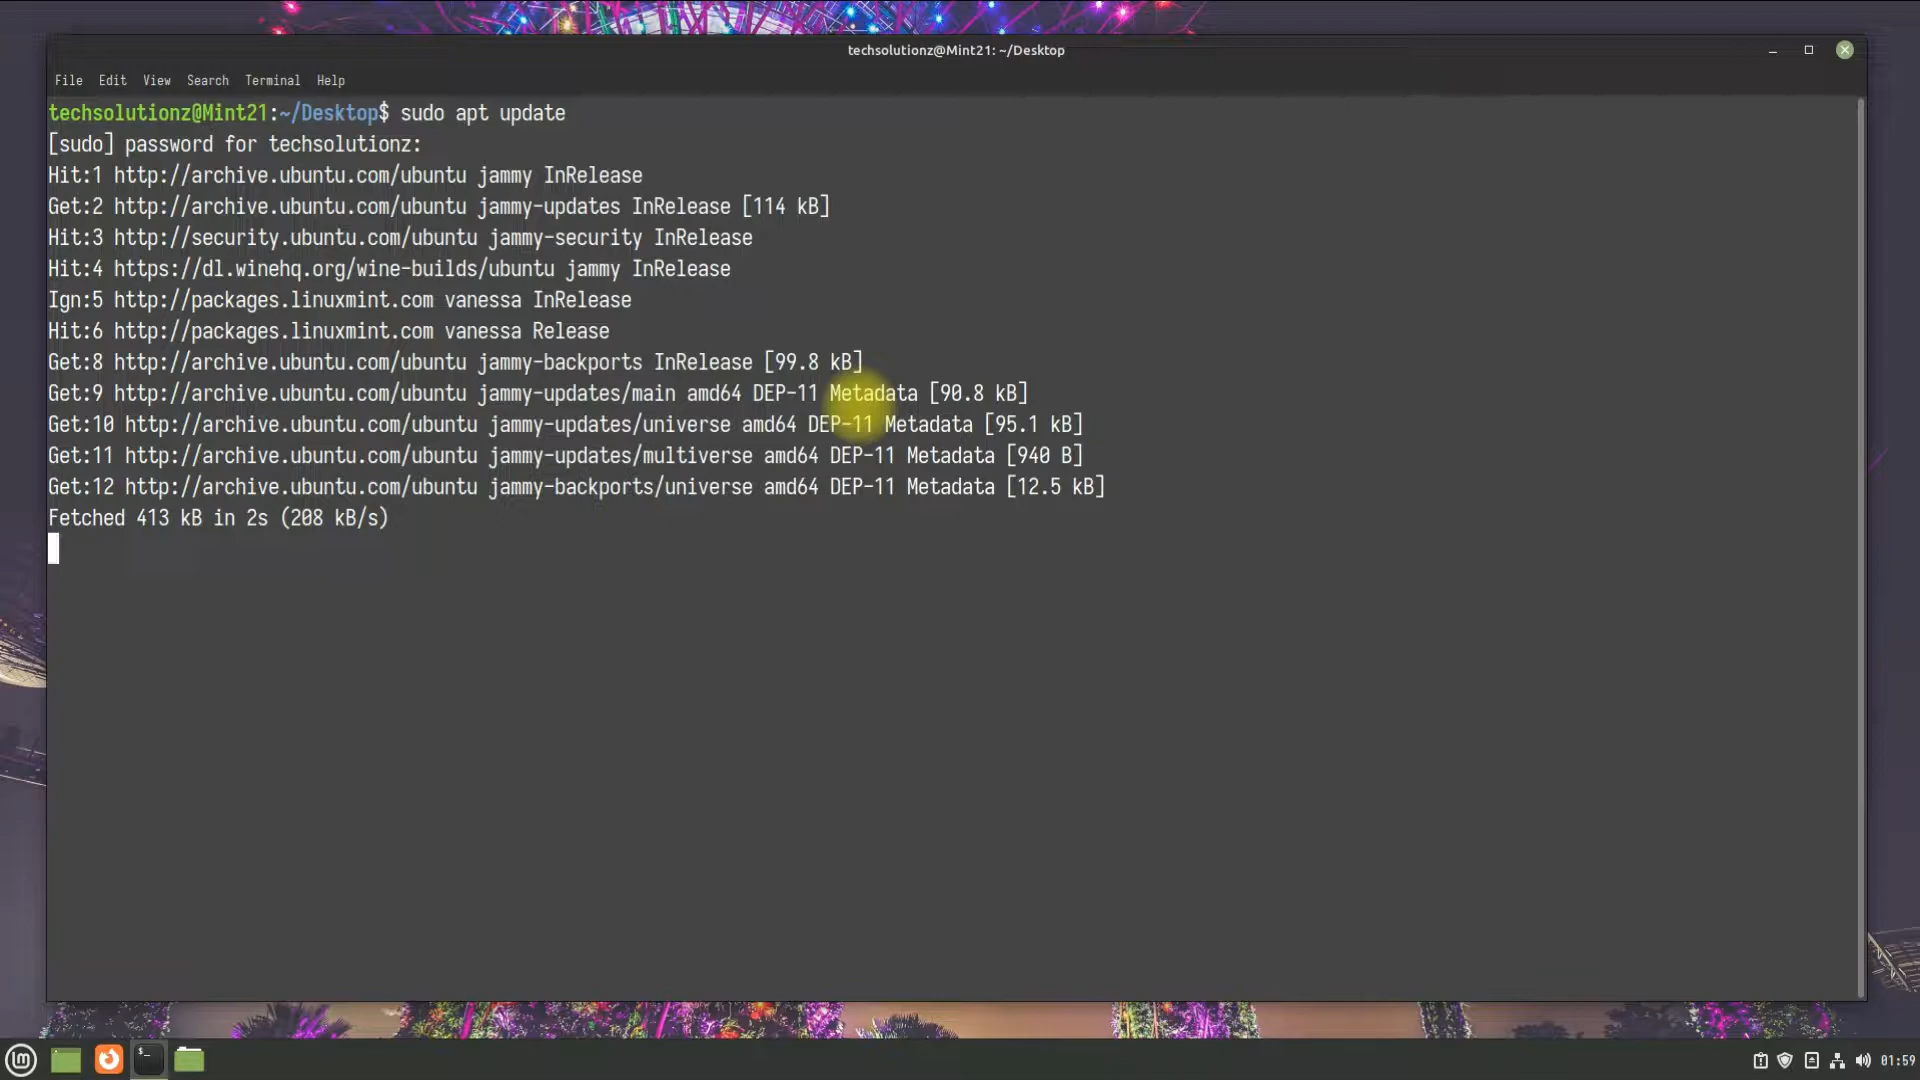 techsolutionz@Mint21: ~/Desktop
File Edit View Search Terminal Help
techsolutionz@Mint21:~/Desktop$ sudo apt update
[sudo] password for techsolutionz:
Hit:1 http://archive.ubuntu.com/ubuntu jammy InRelease
Get:2 http://archive.ubuntu.com/ubuntu jammy-updates InRelease [114 kB]
Hit:3 http://security.ubuntu.com/ubuntu jammy-security InRelease
Hit:4 https://dl.winehq.org/wine-builds/ubuntu jammy InRelease
Ign:5 http://packages.linuxmint.com vanessa InRelease
Hit:6 http://packages.linuxmint.com vanessa Release
Get:8 http://archive.ubuntu.com/ubuntu jammy-backports InRelease [99.8 kB]
Get:9 http://archive.ubuntu.com/ubuntu jammy-updates/main amd64 DEP-11 Metadata [90.8 kB]
Get:10 http://archive.ubuntu.com/ubuntu jammy-updates/universe amd64 DEP-11 Metadata [95.1 kB]
Get:11 http://archive.ubuntu.com/ubuntu jammy-updates/multiverse amd64 DEP-11 Metadata [940 B]
Get:12 http://archive.ubuntu.com/ubuntu jammy-backports/universe amd64 DEP-11 Metadata [12.5 kB]
Fetched 413 kB in 2s (208 kB/s)
01:59